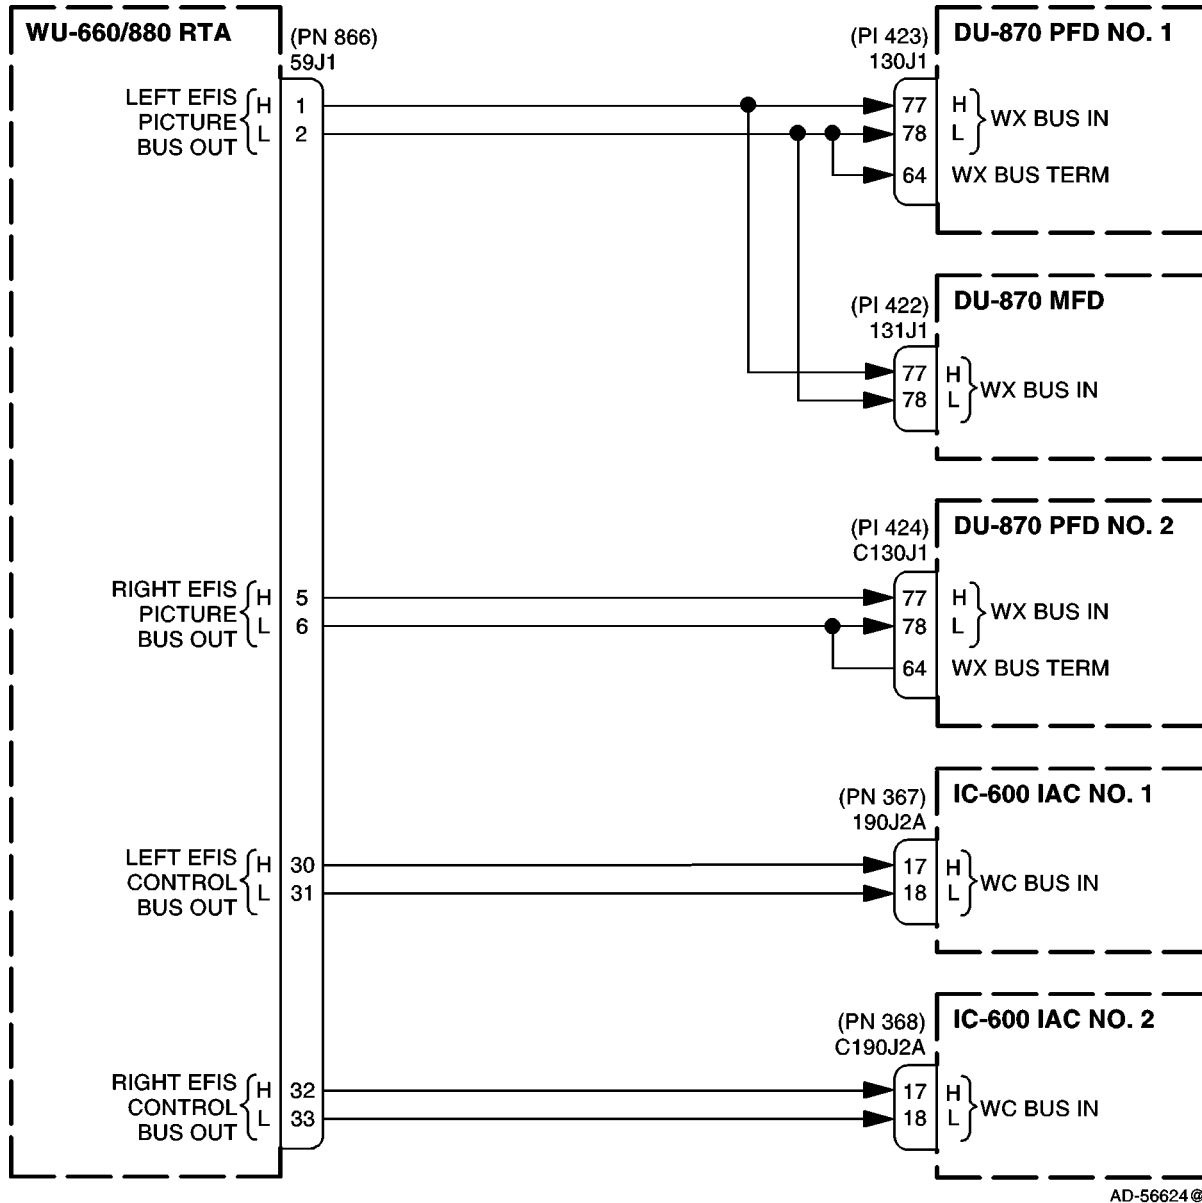 WU-660/880 RTA
(PN 866)
59J1
LEFT EFIS
PICTURE
BUS OUT
H 1
L 2
(PI 423)
130J1
DU-870 PFD NO. 1
77 H
78 L
WX BUS IN
64 WX BUS TERM
(PI 422)
131J1
DU-870 MFD
77 H
78 L
WX BUS IN
(PI 424)
C130J1
DU-870 PFD NO. 2
RIGHT EFIS
PICTURE
BUS OUT
H 5
L 6
77 H
78 L
WX BUS IN
64 WX BUS TERM
(PN 367)
190J2A
IC-600 IAC NO. 1
LEFT EFIS
CONTROL
BUS OUT
H 30
L 31
17 H
18 L
WC BUS IN
(PN 368)
C190J2A
IC-600 IAC NO. 2
RIGHT EFIS
CONTROL
BUS OUT
H 32
L 33
17 H
18 L
WC BUS IN
AD-56624@